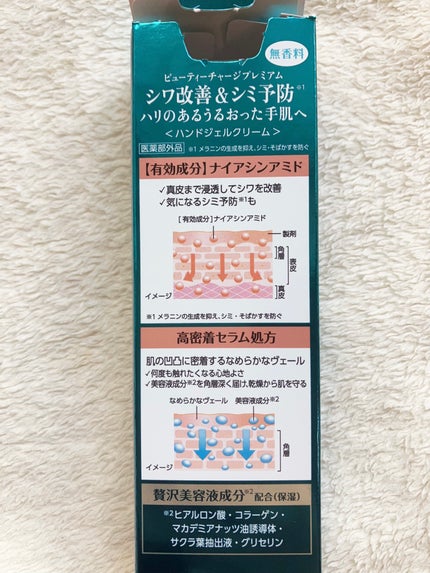 無香料
ビューティーチャージプレミアム
シワ改善&シミ予防※1
ハリのあるうるおった手肌へ
<ハンドジェルクリーム>
医薬部外品 ※1 メラニンの生成を抑え、シミ・そばかすを防ぐ
【有効成分】ナイアシンアミド
✓真皮まで浸透してシワを改善
✓気になるシミ予防※1も
[有効成分]ナイアシンアミド
製剤
角層
表皮
真皮
イメージ
※1 メラニンの生成を抑え、シミ・そばかすを防ぐ
高密着セラム処方
肌の凹凸に密着するなめらかなヴェール
✓何度も触れたくなる心地よさ
✓美容液成分※2を角層深く届け、乾燥から肌を守る
なめらかなヴェール 美容液成分※2
角層
イメージ
贅沢美容液成分※2配合(保湿)
※2ヒアルロン酸・コラーゲン・
マカデミアナッツ油誘導体・
サクラ葉抽出液・グリセリン